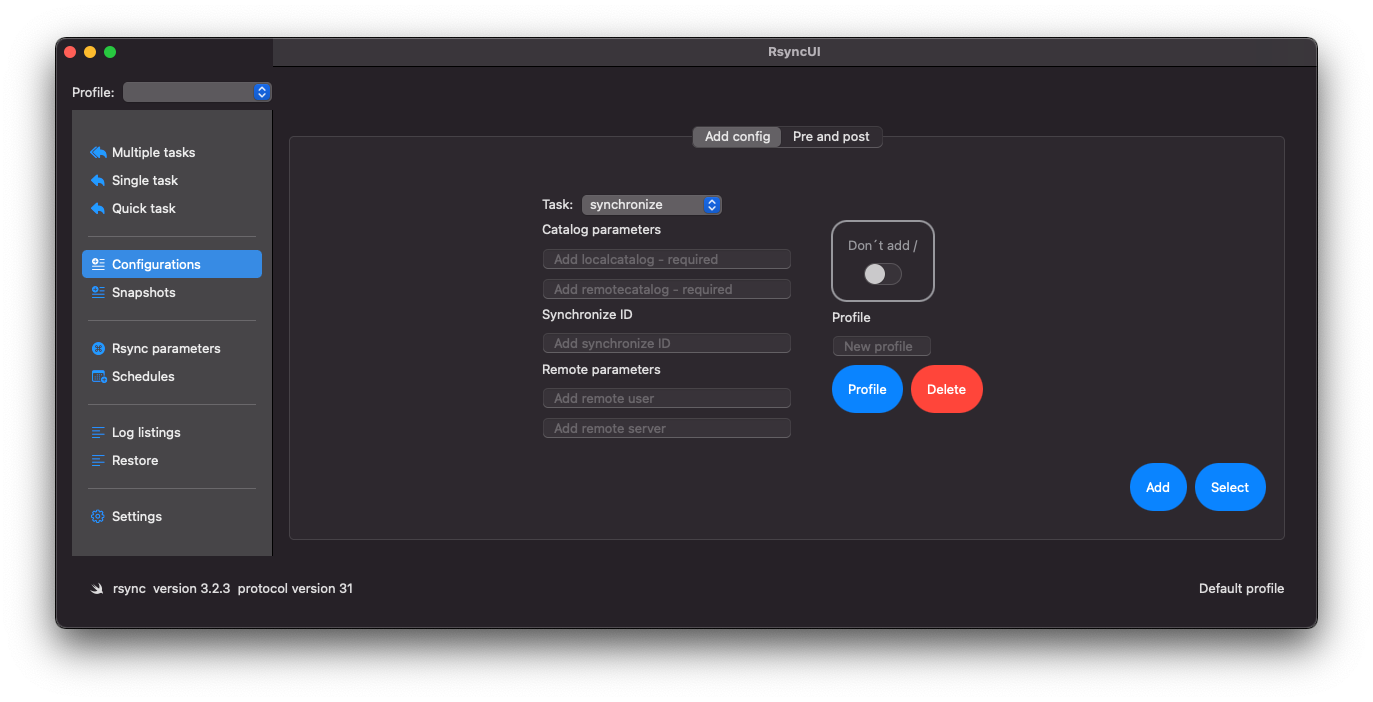 RsyncUI
Profile:
Multiple tasks
Single task
Quick task
Configurations
Snapshots
Rsync parameters
Schedules
Log listings
Restore
Settings
Add config
Pre and post
Task: synchronize
Catalog parameters
Add localcatalog - required
Add remotecatalog - required
Synchronize ID
Add synchronize ID
Remote parameters
Add remote user
Add remote server
Don´t add /
Profile
New profile
Profile
Delete
Add
Select
rsync version 3.2.3 protocol version 31
Default profile